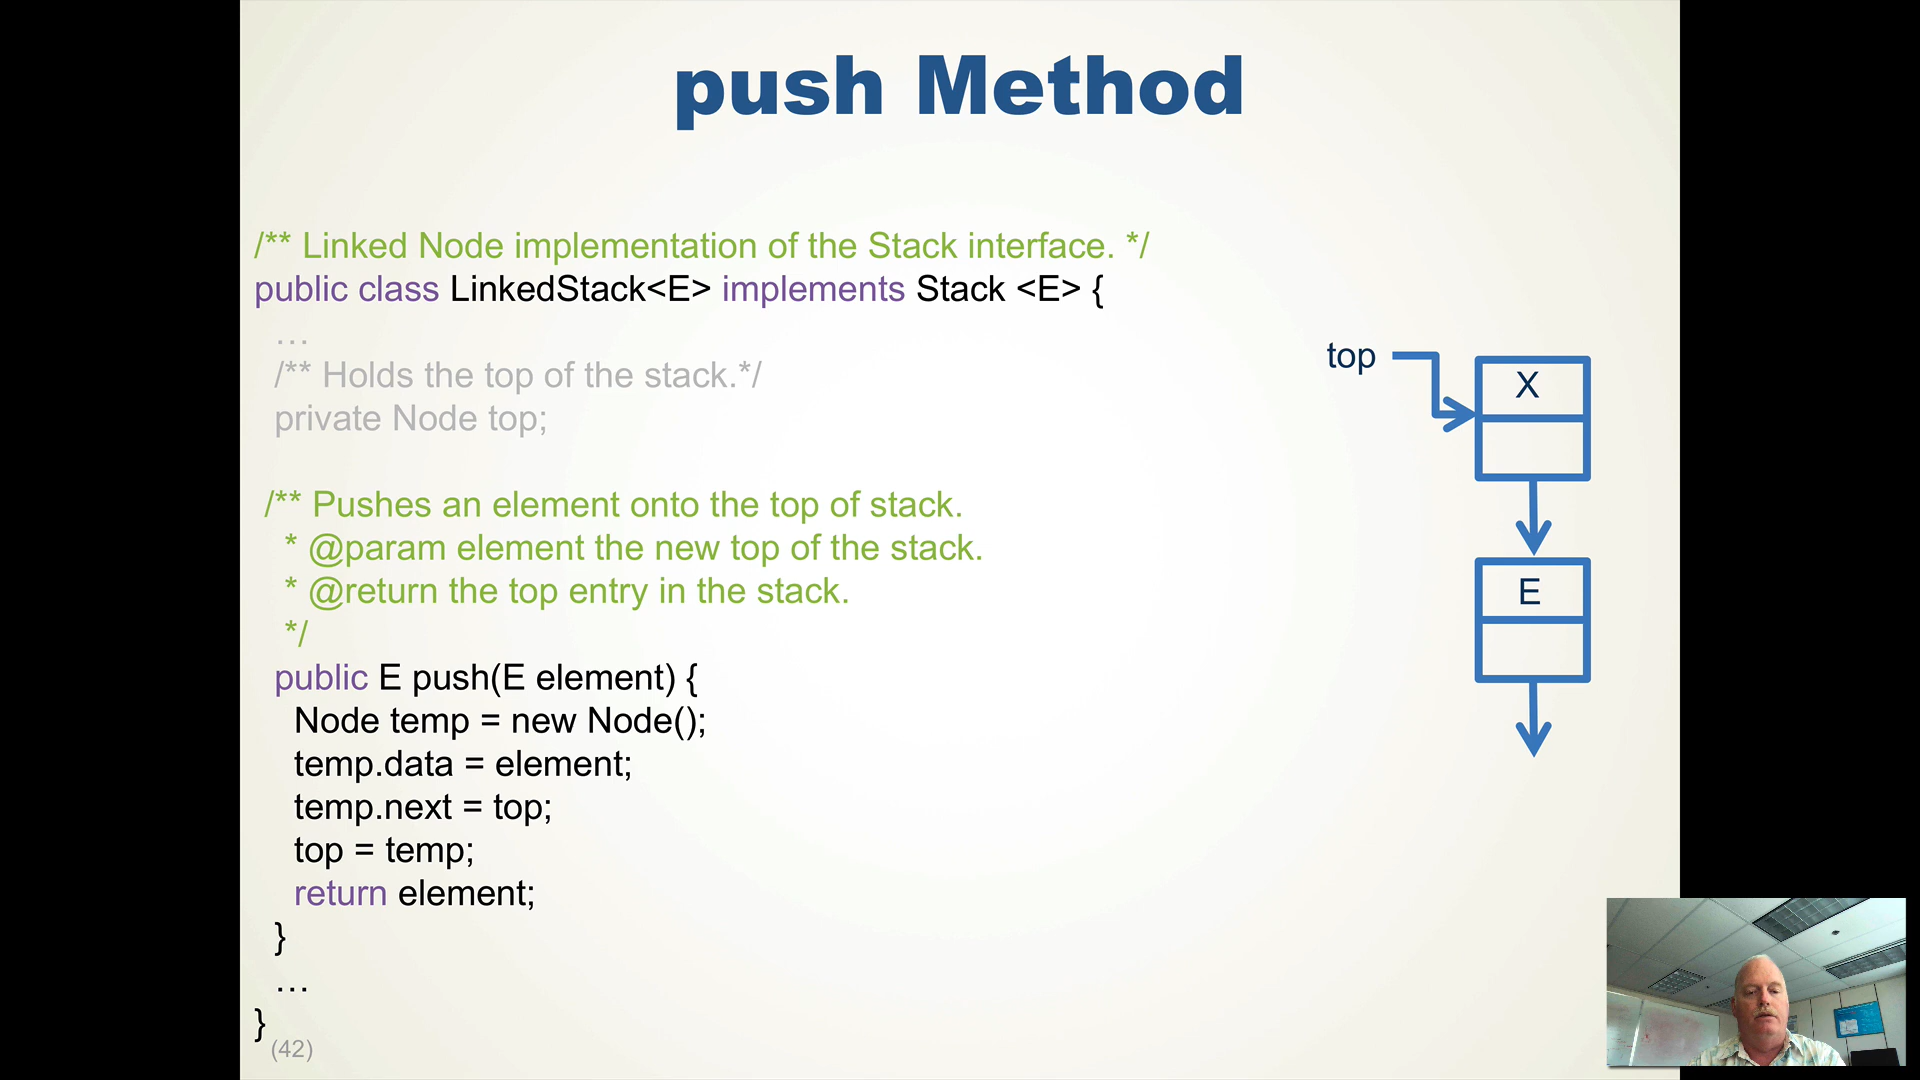 push Method
/** Linked Node implementation of the Stack interface. */
public class LinkedStack<E> implements Stack <E> {
…
/** Holds the top of the stack.*/
private Node top;
/** Pushes an element onto the top of stack.
* @param element the new top of the stack.
* @return the top entry in the stack.
*/
public E push(E element) {
Node temp = new Node();
temp.data = element;
temp.next = top;
top = temp;
return element;
}
…
}
(42)
top
X
E